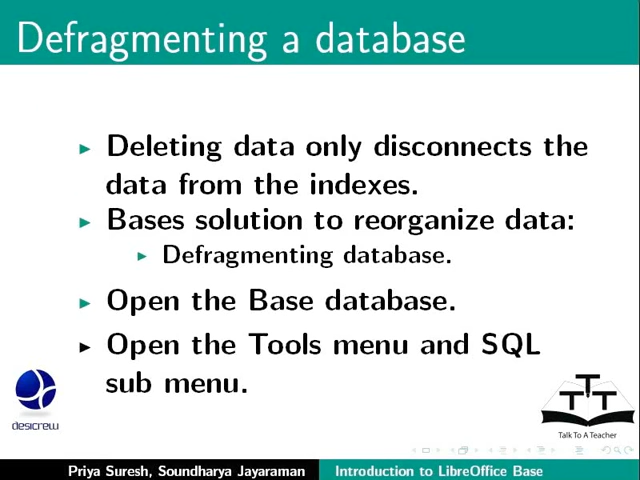 Defragmenting a database
Deleting data only disconnects the
data from the indexes.
Bases solution to reorganize data:
Defragmenting database.
Open the Base database.
Open the Tools menu and SQL
sub menu.
desicrew
TTT
Talk To A Teacher
Priya Suresh, Soundharya Jayaraman
Introduction to LibreOffice Base